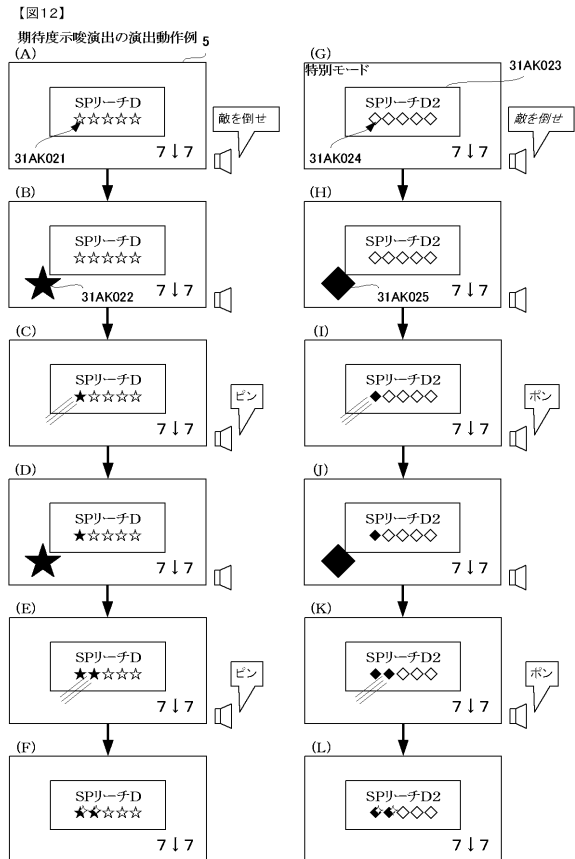 【図12】
期待度示唆演出の演出動作例
5
(A)
SPリーチD
☆☆☆☆☆
31AK021
7↓7
敵を倒せ
(B)
SPリーチD
☆☆☆☆☆
31AK022
7↓7
(C)
SPリーチD
★☆☆☆☆
7↓7
ピン
(D)
SPリーチD
★☆☆☆☆
7↓7
(E)
SPリーチD
★★☆☆☆
7↓7
ピン
(F)
SPリーチD
★★☆☆☆
7↓7
(G)
特別モード
31AK023
SPリーチD2
◇◇◇◇◇
31AK024
7↓7
敵を倒せ
(H)
SPリーチD2
◇◇◇◇◇
31AK025
7↓7
(I)
SPリーチD2
◆◇◇◇◇
7↓7
ポン
(J)
SPリーチD2
◆◇◇◇◇
7↓7
(K)
SPリーチD2
◆◆◇◇◇
7↓7
ポン
(L)
SPリーチD2
◆◆◇◇◇
7↓7